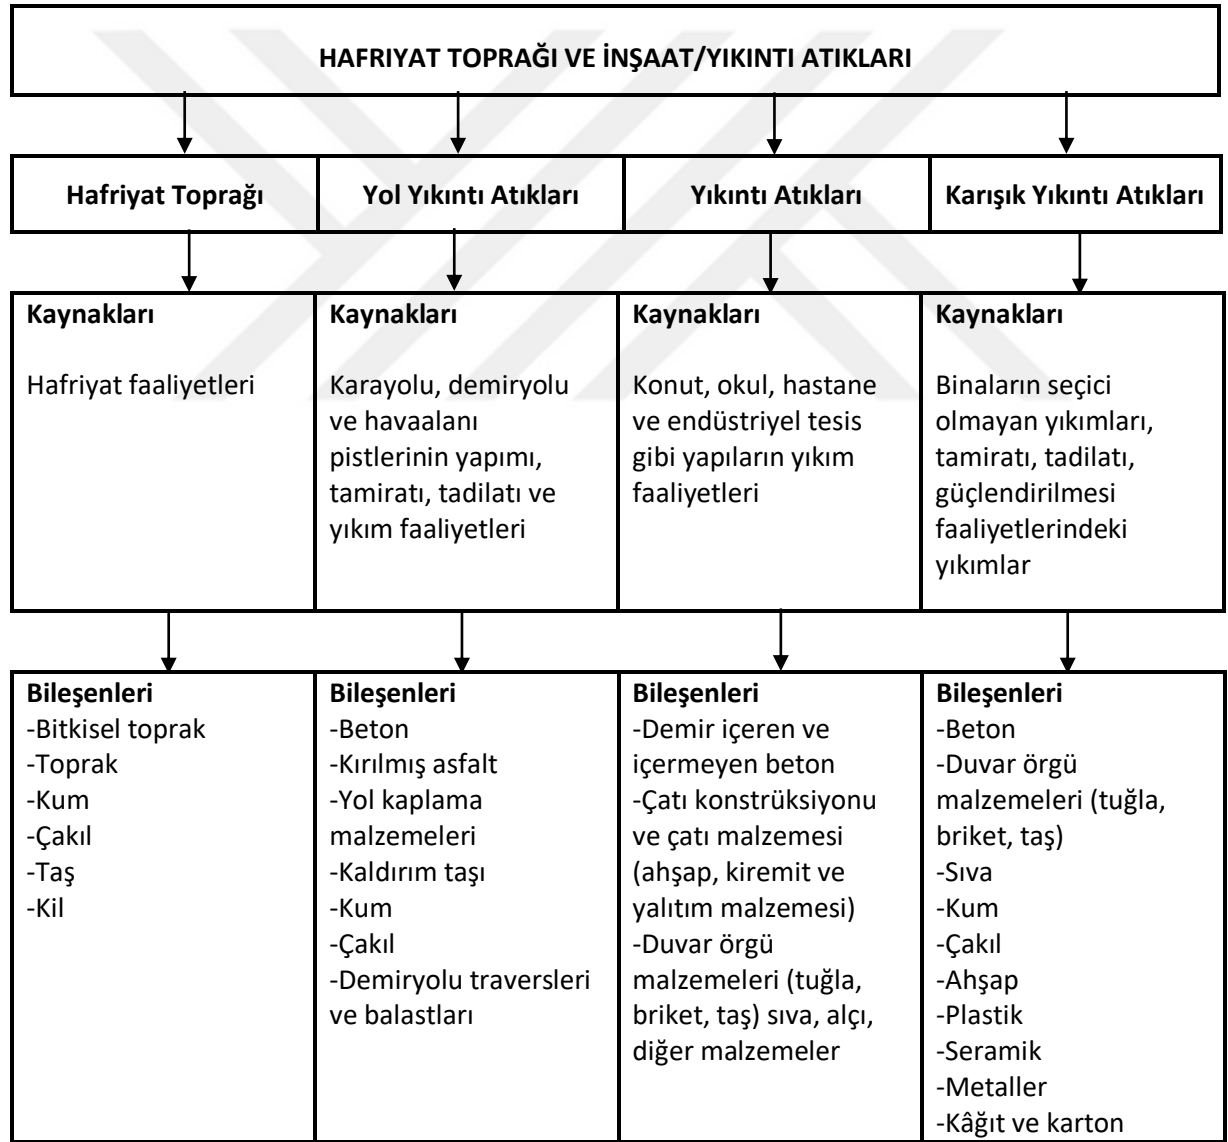 HAFRIYAT TOPRAĞI VE İNŞAAT/YIKINTI ATIKLARI
Hafriyat Toprağı
Yol Yıkıntı Atıkları
Yıkıntı Atıkları
Karışık Yıkıntı Atıkları
Kaynakları
Hafriyat faaliyetleri
Kaynakları
Karayolu, demiryolu
ve havaalanı
pistlerinin yapımı,
tamiratı, tadilatı ve
yıkım faaliyetleri
Kaynakları
Konut, okul, hastane
ve endüstriyel tesis
gibi yapıların yıkım
faaliyetleri
Kaynakları
Binaların seçici
olmayan yıkımları,
tamiratı, tadilatı,
güçlendirilmesi
faaliyetlerindeki
yıkımlar
Bileşenleri
-Bitkisel toprak
-Toprak
-Kum
-Çakıl
-Taş
-Kil
Bileşenleri
-Beton
-Kırılmış asfalt
-Yol kaplama
malzemeleri
-Kaldırım taşı
-Kum
-Çakıl
-Demiryolu traversleri
ve balastları
Bileşenleri
-Demir içeren ve
içermeyen beton
-Çatı konstrüksiyonu
ve çatı malzemesi
(ahşap, kiremit ve
yalıtım malzemesi)
-Duvar örgü
malzemeleri (tuğla,
briket, taş) sıva, alçı,
diğer malzemeler
Bileşenleri
-Beton
-Duvar örgü
malzemeleri (tuğla,
briket, taş)
-Sıva
-Kum
-Çakıl
-Ahşap
-Plastik
-Seramik
-Metaller
-Kâğıt ve karton